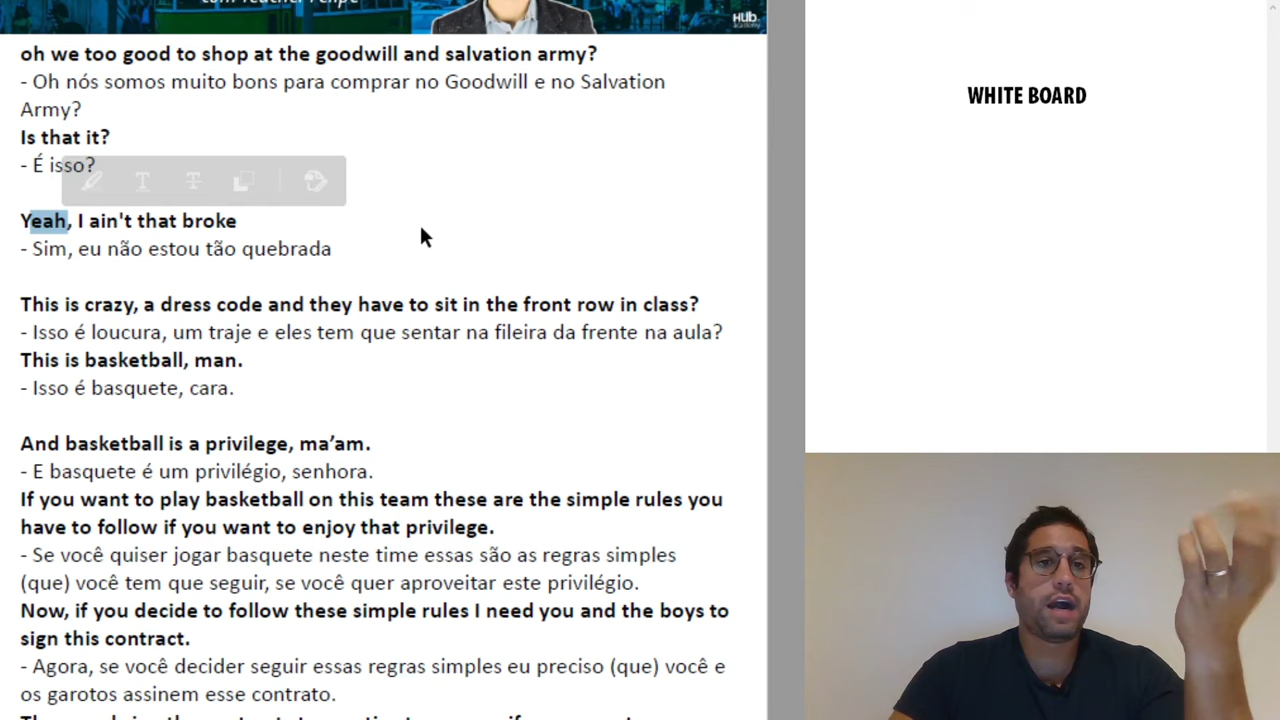 com Teacher Felipe
HUb
academy
oh we too good to shop at the goodwill and salvation army?
- Oh nós somos muito bons para comprar no Goodwill e no Salvation
Army?
Is that it?
- É isso?
Yeah, I ain't that broke
- Sim, eu não estou tão quebrada
This is crazy, a dress code and they have to sit in the front row in class?
- Isso é loucura, um traje e eles tem que sentar na fileira da frente na aula?
This is basketball, man.
- Isso é basquete, cara.
And basketball is a privilege, ma’am.
- E basquete é um privilégio, senhora.
If you want to play basketball on this team these are the simple rules you
have to follow if you want to enjoy that privilege.
- Se você quiser jogar basquete neste time essas são as regras simples
(que) você tem que seguir, se você quer aproveitar este privilégio.
Now, if you decide to follow these simple rules I need you and the boys to
sign this contract.
- Agora, se você decider seguir essas regras simples eu preciso (que) você e
os garotos assinem esse contrato.
WHITE BOARD